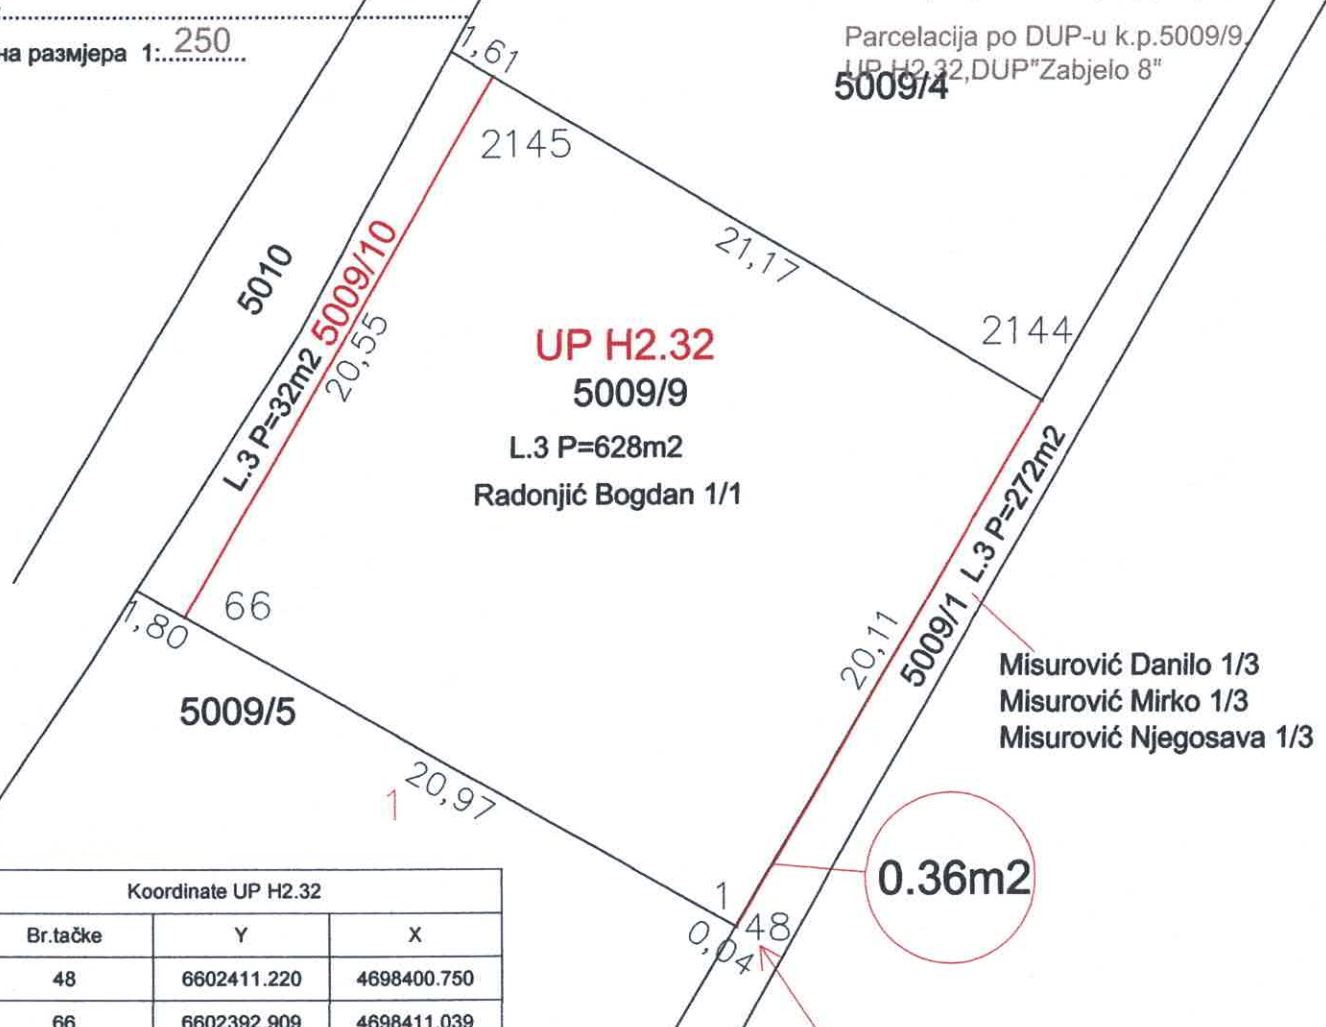 на размјера 1:..250..
Parcelacija po DUP-u k.p.5009/9,
UP H2.32,DUP"Zabjelo 8"
5009/4
1,61
2145
21,17
2144
5010
5009/10
L.3 P=32m2
20,55
UP H2.32
5009/9
L.3 P=628m2
Radonjić Bogdan 1/1
L.3 P=272m2
5009/1
20,11
66
1,80
5009/5
Misurović Danilo 1/3
Misurović Mirko 1/3
Misurović Njegosava 1/3
20,97
1
0.36m2
1
48
0,04
Koordinate UP H2.32
Br.tačke Y X
48 6602411.220 4698400.750
66 6602392.909 4698411.039